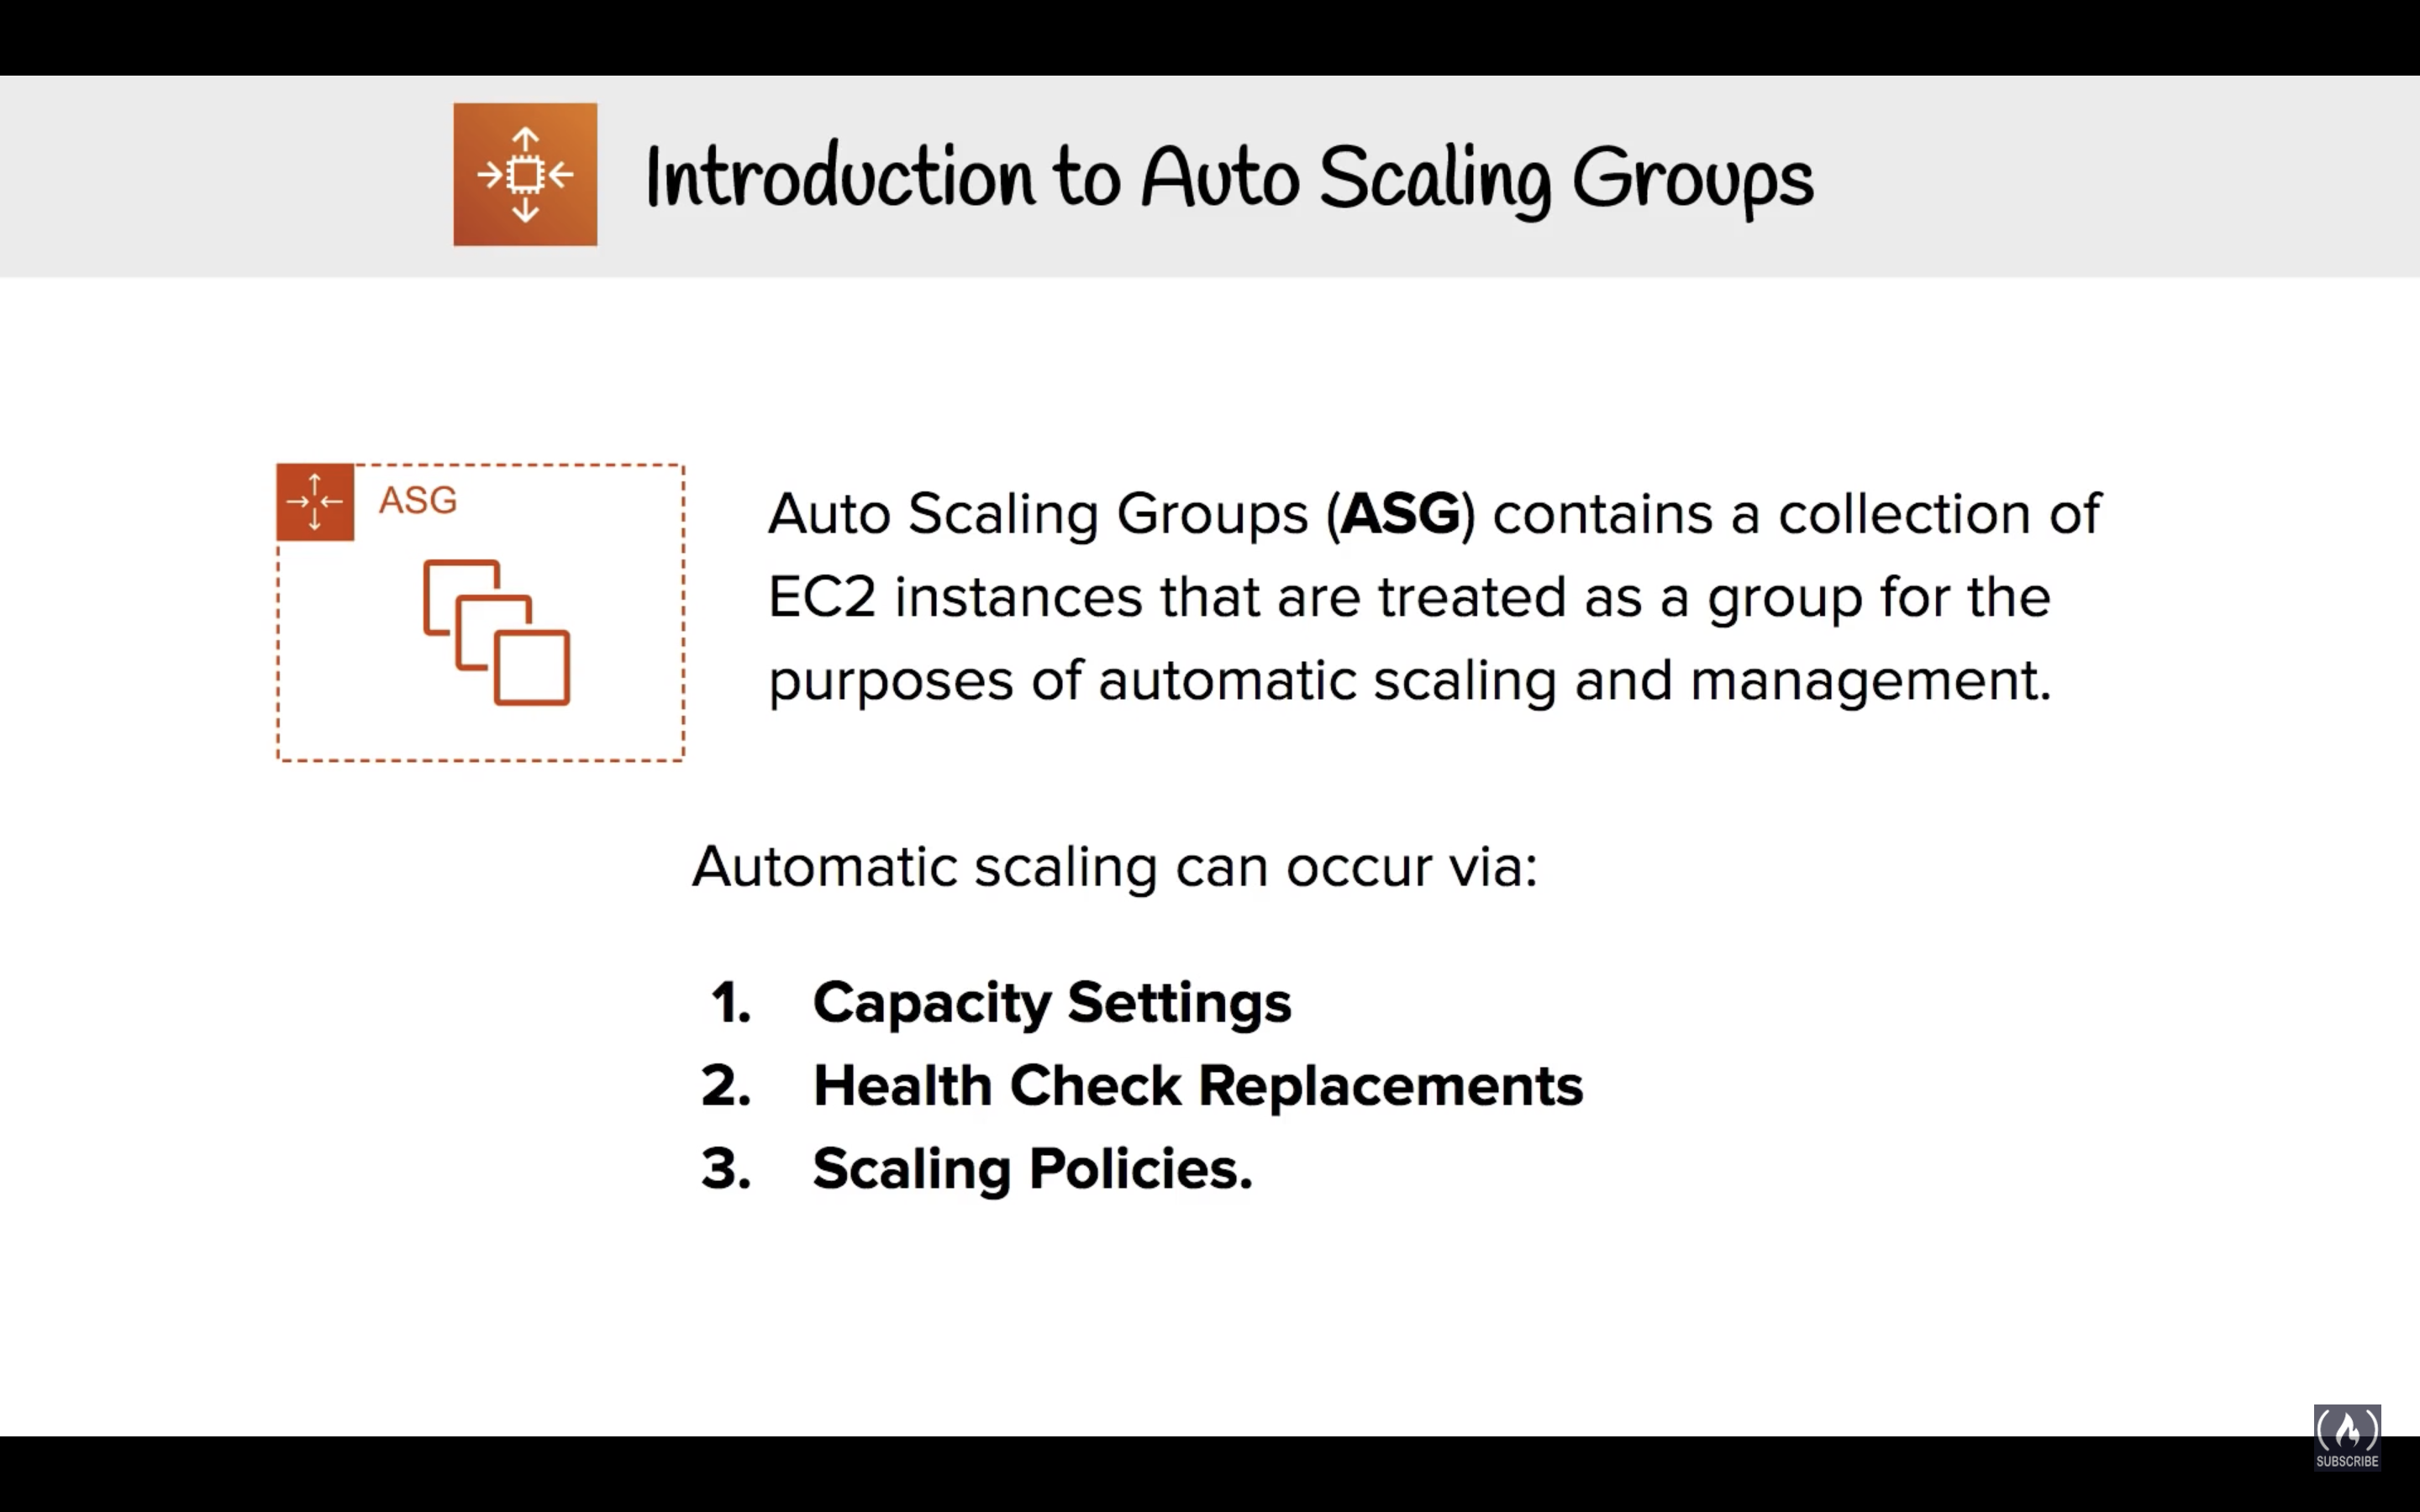 Introduction to Auto Scaling Groups
ASG
Auto Scaling Groups (ASG) contains a collection of
EC2 instances that are treated as a group for the
purposes of automatic scaling and management.
Automatic scaling can occur via:
1. Capacity Settings
2. Health Check Replacements
3. Scaling Policies.
SUBSCRIBE